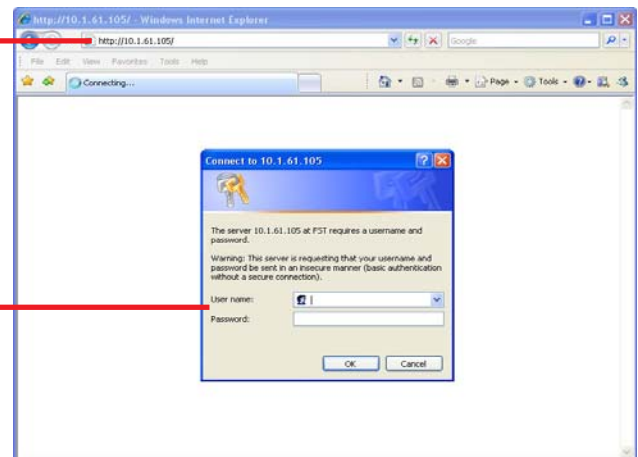 http://10.1.61.105/ - Windows Internet Explorer
http://10.1.61.105/
Google
File Edit View Favorites Tools Help
Connecting...
Page
Tools
Connect to 10.1.61.105
The server 10.1.61.105 at FST requires a username and
password.
Warning: This server is requesting that your username and
password be sent in an insecure manner (basic authentication
without a secure connection).
User name:
Password:
OK
Cancel